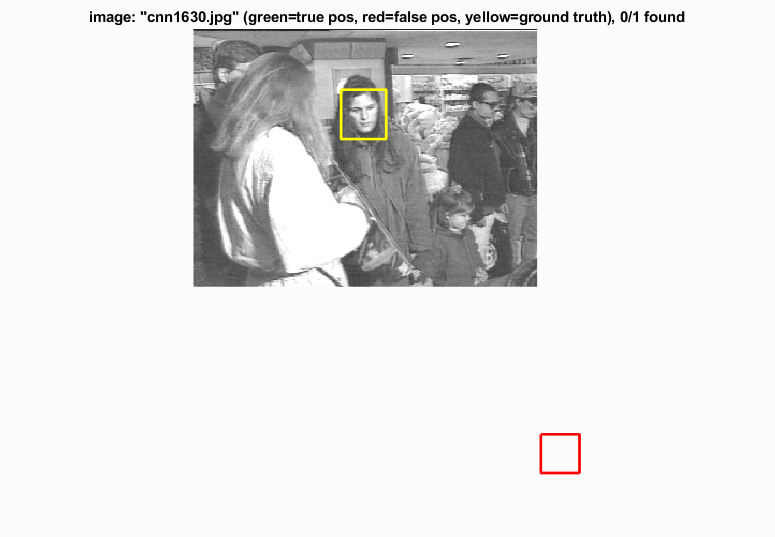 image: "cnn1630.jpg" (green=true pos, red=false pos, yellow=ground truth), 0/1 found